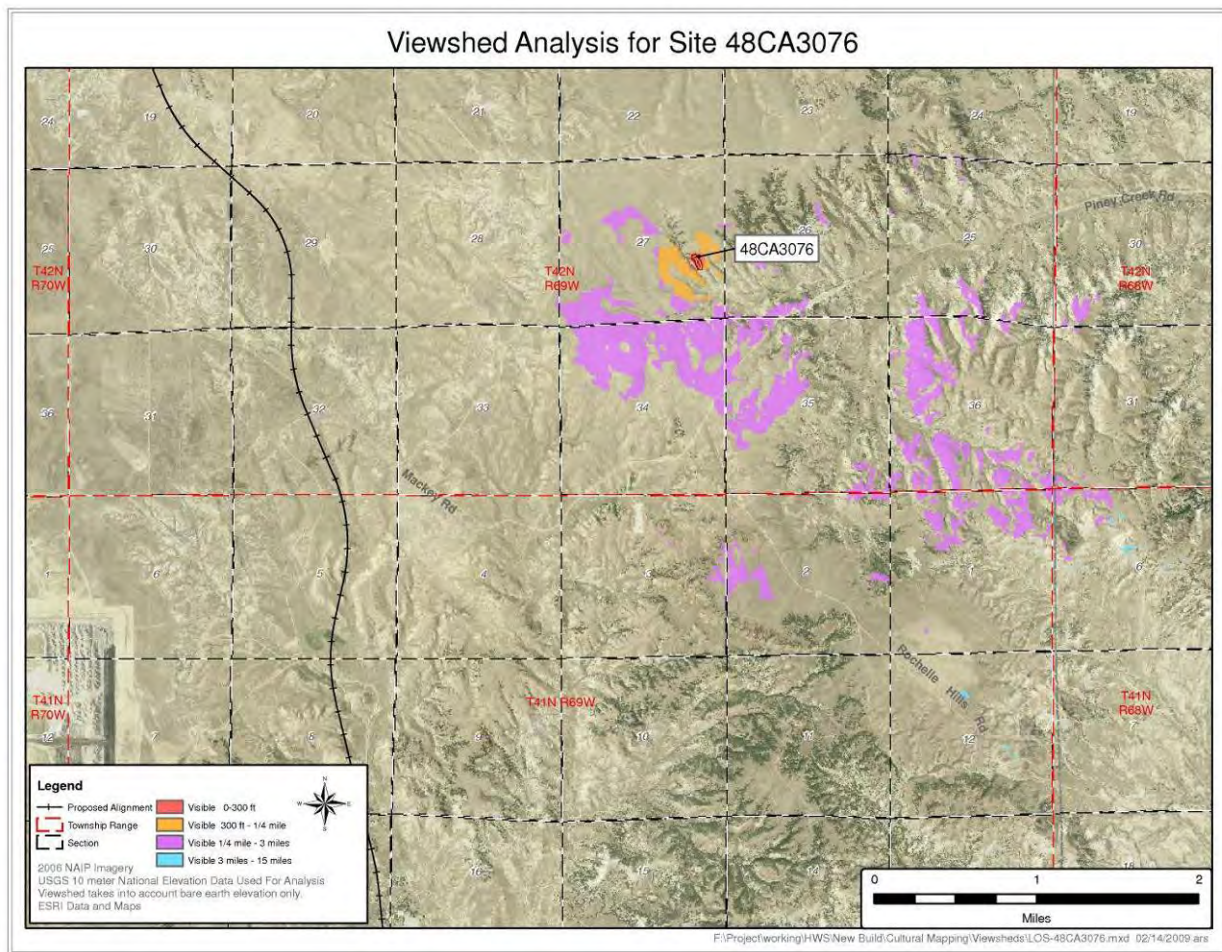 Viewshed Analysis for Site 48CA3076
24 19 20 21 22 23 24 19
Piney Creek Rd
25 30 29 28 27 26 25 30
48CA3076
T42N
R70W
T42N
R69W
T42N
R68W
36 31 32 33 34 35 36 31
Mackey Rd
1 6 5 4 3 2 1 6
Rochelle Hills Rd
T41N
R70W
T41N R69W
T41N
R68W
12 7 8 9 10 11 12
16 15 14 18
Legend
Proposed Alignment
Township Range
Section
Visible 0-300 ft
Visible 300 ft - 1/4 mile
Visible 1/4 mile - 3 miles
Visible 3 miles - 15 miles
N
W E
S
2006 NAIP Imagery
USGS 10 meter National Elevation Data Used For Analysis
Viewshed takes into account bare earth elevation only.
ESRI Data and Maps
0 1 2
Miles
F:\Project\working\HWS\New Build\Cultural Mapping\Viewsheds\LOS-48CA3076.mxd 02/14/2009 ars